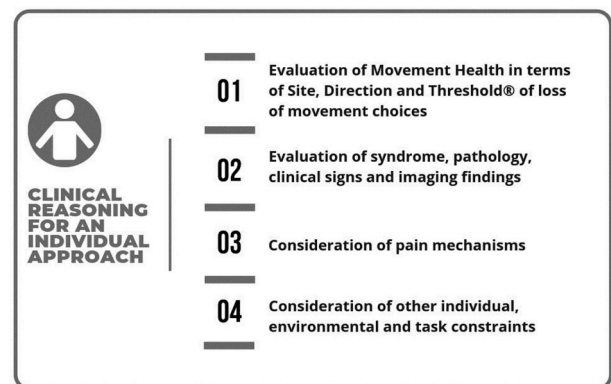 CLINICAL
REASONING
FOR AN
INDIVIDUAL
APPROACH
01
Evaluation of Movement Health in terms
of Site, Direction and Threshold® of loss
of movement choices
02
Evaluation of syndrome, pathology,
clinical signs and imaging findings
03
Consideration of pain mechanisms
04
Consideration of other individual,
environmental and task constraints